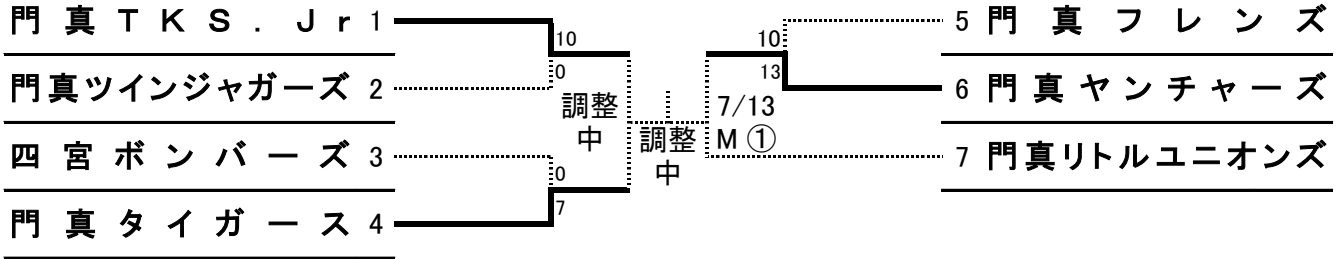 門真TKS.Jr 1
10
0
門真ツインジャガーズ 2
調整
中
四宮ボンバーズ 3
0
7
門真タイガース 4
調整
中
5 門真フレンズ
10
13
6 門真ヤンチャーズ
7/13
M ①
7 門真リトルユニオンズ